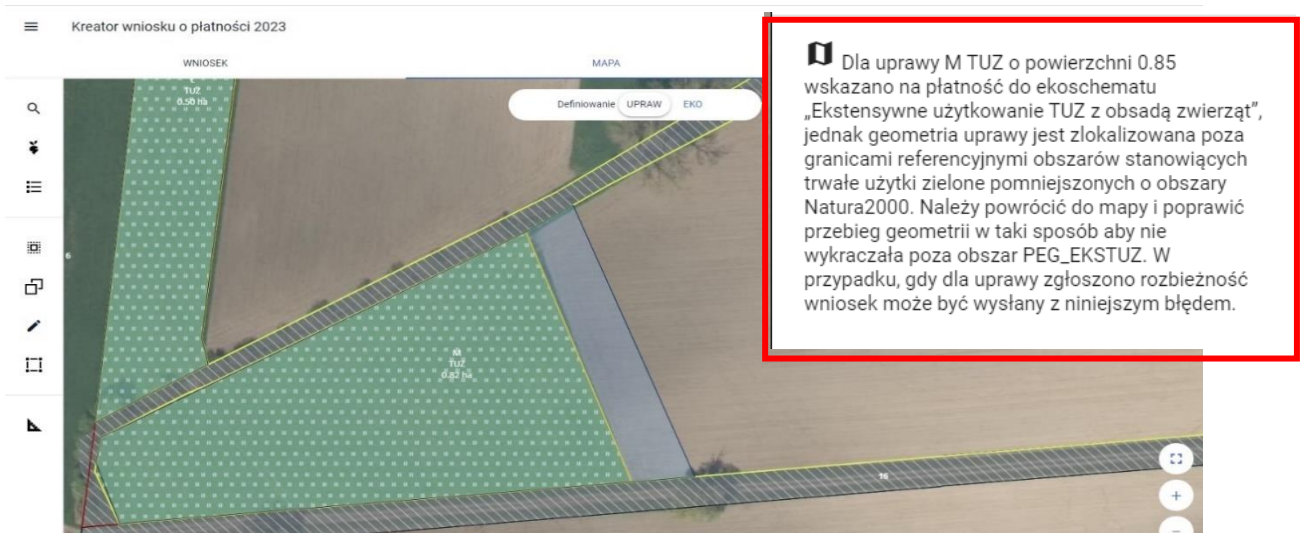 Kreator wniosku o płatności 2023
WNIOSEK
MAPA
Definiowanie UPRAW EKO
TUZ
0.50 ha
6
M
TUZ
0.82 ha
16
Dla uprawy M TUZ o powierzchni 0.85
wskazano na płatność do ekoschematu
„Ekstensywne użytkowanie TUZ z obsadą zwierząt”,
jednak geometria uprawy jest zlokalizowana poza
granicami referencyjnymi obszarów stanowiących
trwałe użytki zielone pomniejszonych o obszary
Natura2000. Należy powrócić do mapy i poprawić
przebieg geometrii w taki sposób aby nie
wykraczała poza obszar PEG_EKSTUZ. W
przypadku, gdy dla uprawy zgłoszono rozbieżność
wniosek może być wysłany z niniejszym błędem.